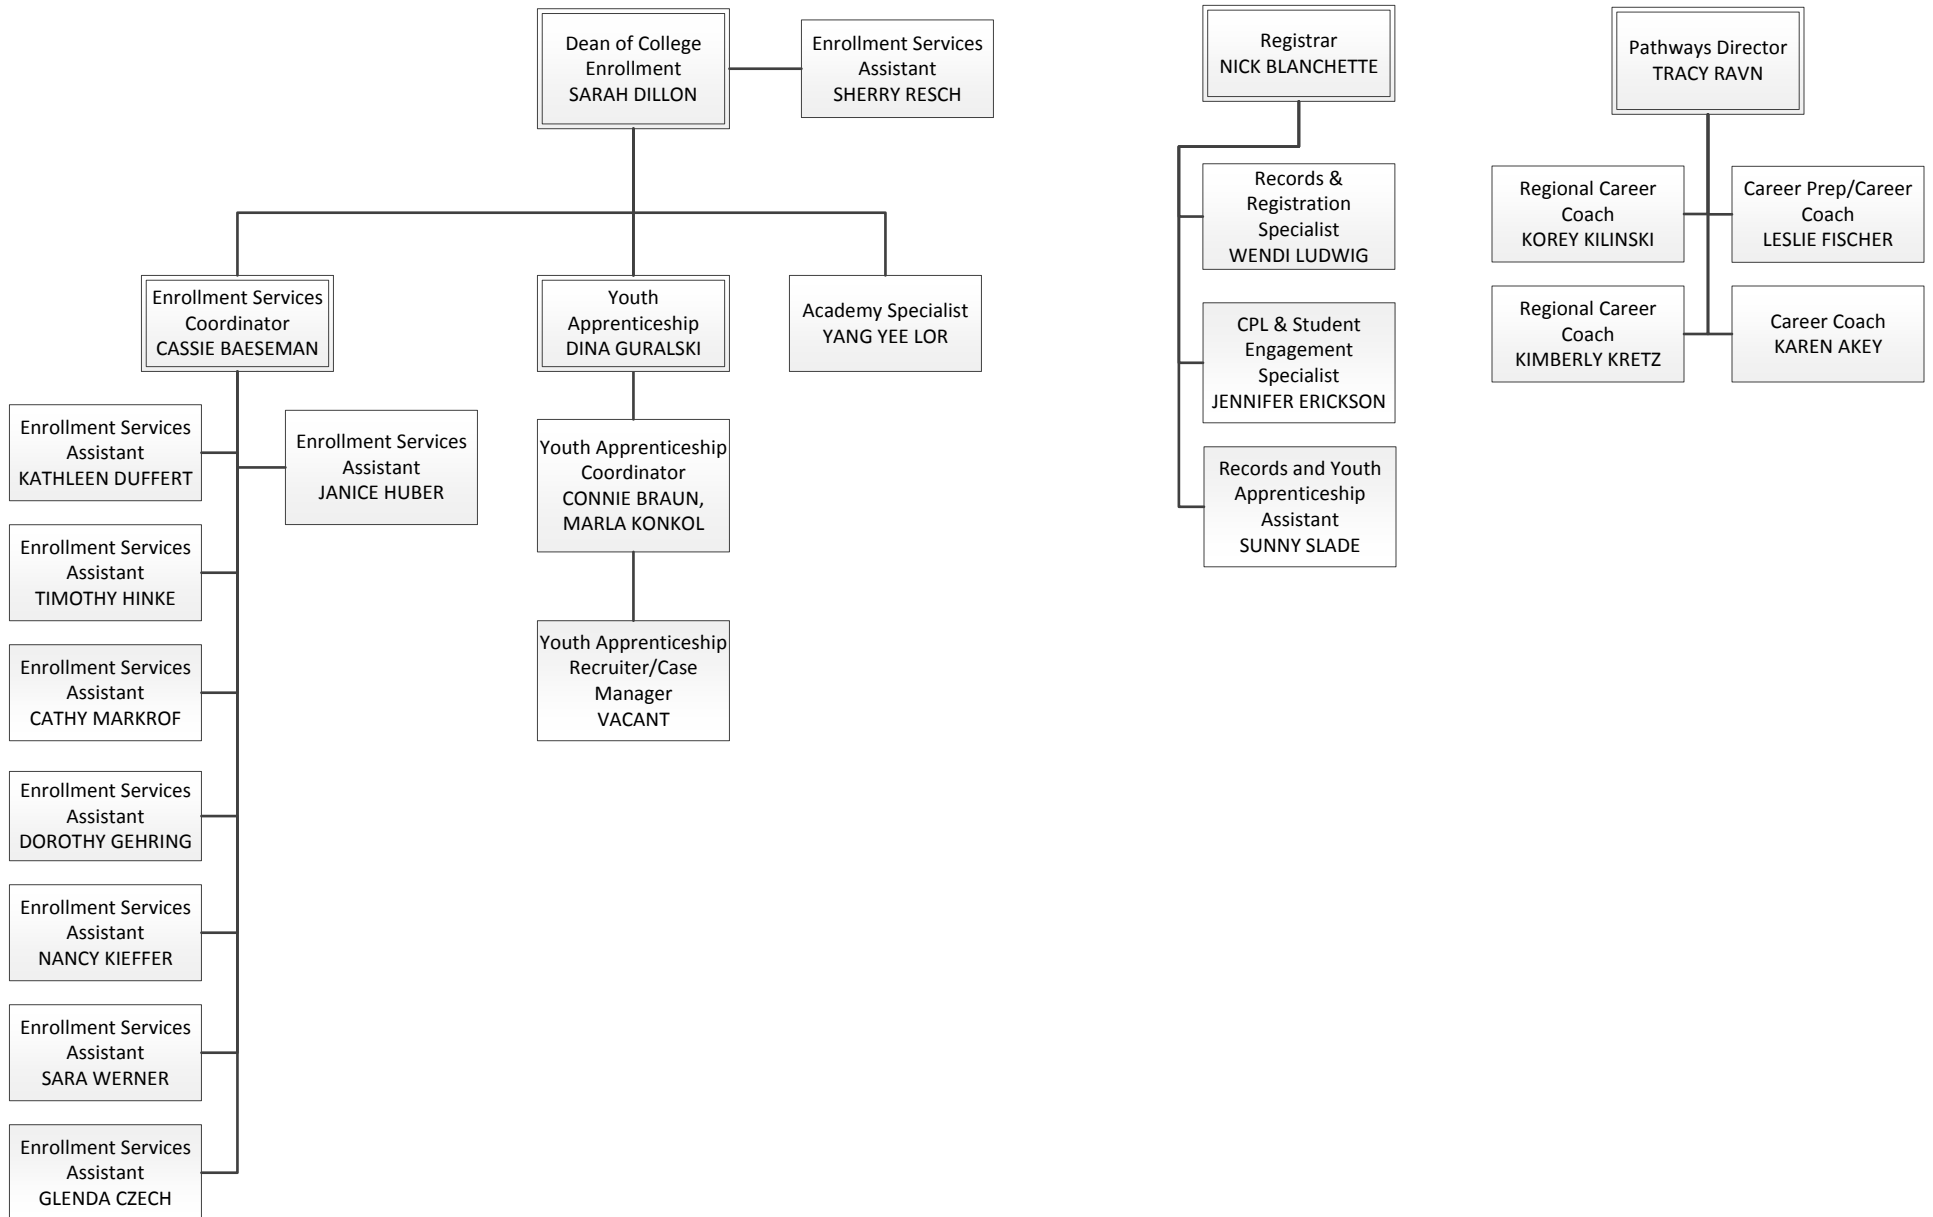 Dean of College
Enrollment
SARAH DILLON
Enrollment Services
Assistant
SHERRY RESCH
Registrar
NICK BLANCHETTE
Pathways Director
TRACY RAVN
Enrollment Services
Coordinator
CASSIE BAESEMAN
Youth
Apprenticeship
DINA GURALSKI
Academy Specialist
YANG YEE LOR
Enrollment Services
Assistant
KATHLEEN DUFFERT
Enrollment Services
Assistant
JANICE HUBER
Enrollment Services
Assistant
TIMOTHY HINKE
Enrollment Services
Assistant
CATHY MARKROF
Enrollment Services
Assistant
DOROTHY GEHRING
Enrollment Services
Assistant
NANCY KIEFFER
Enrollment Services
Assistant
SARA WERNER
Enrollment Services
Assistant
GLENDA CZECH
Youth Apprenticeship
Coordinator
CONNIE BRAUN,
MARLA KONKOL
Youth Apprenticeship
Recruiter/Case
Manager
VACANT
Records &
Registration
Specialist
WENDI LUDWIG
CPL & Student
Engagement
Specialist
JENNIFER ERICKSON
Records and Youth
Apprenticeship
Assistant
SUNNY SLADE
Regional Career
Coach
KOREY KILINSKI
Career Prep/Career
Coach
LESLIE FISCHER
Regional Career
Coach
KIMBERLY KRETZ
Career Coach
KAREN AKEY